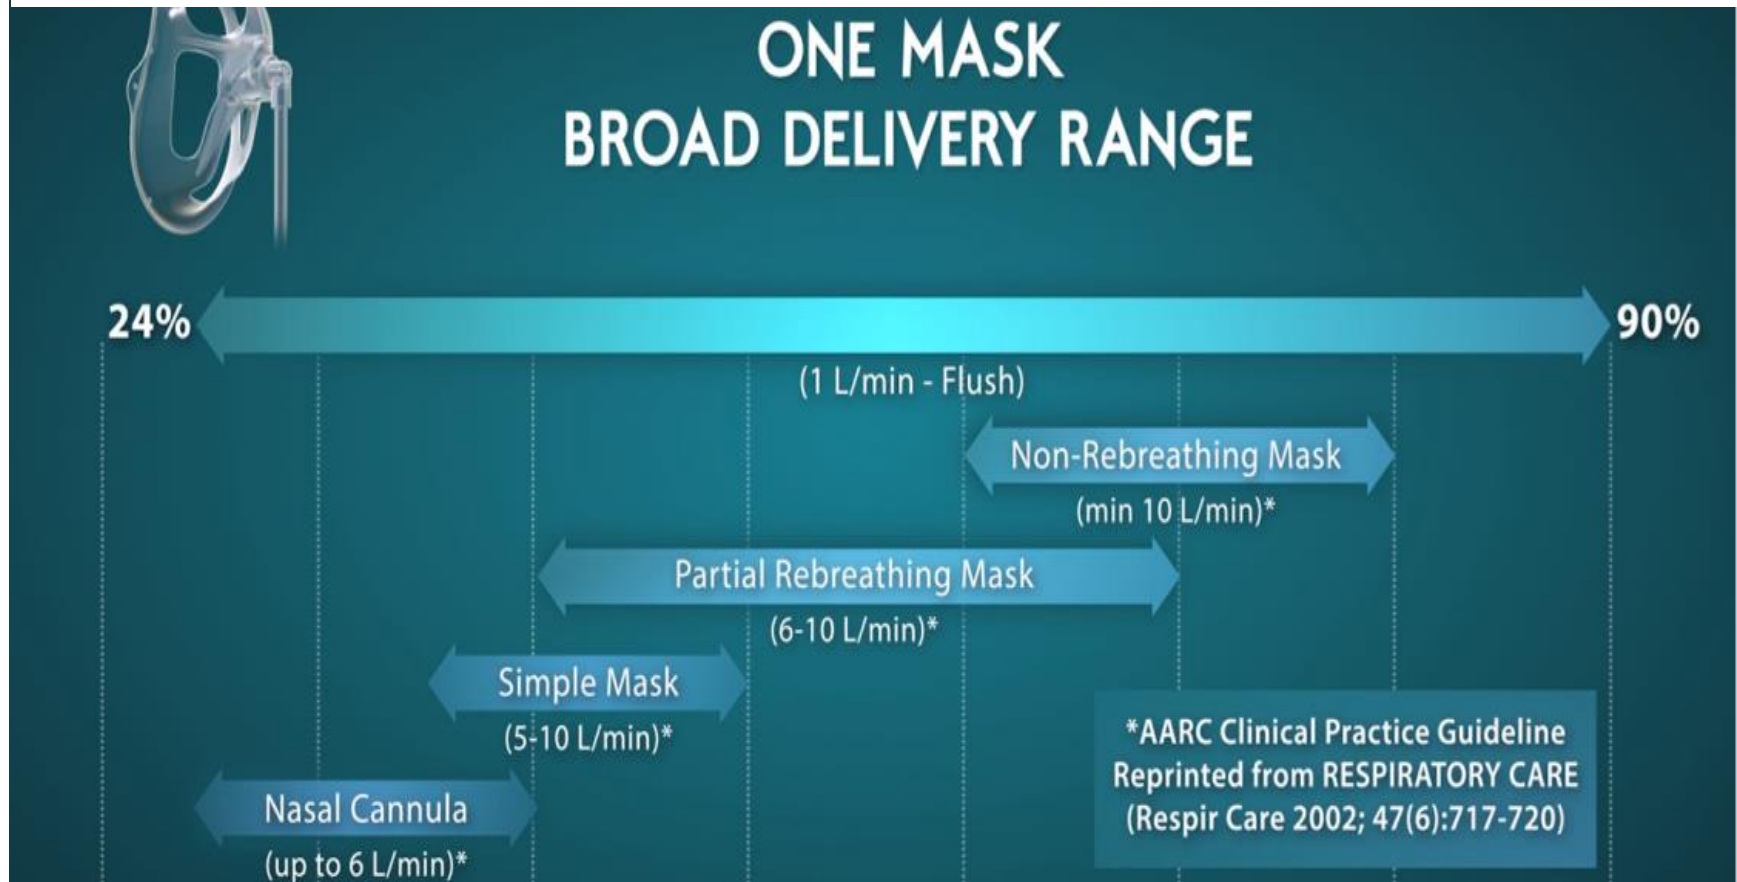 ONE MASK
BROAD DELIVERY RANGE
24%
90%
(1 L/min - Flush)
Non-Rebreathing Mask
(min 10 L/min)*
Partial Rebreathing Mask
(6-10 L/min)*
Simple Mask
(5-10 L/min)*
Nasal Cannula
(up to 6 L/min)*
*AARC Clinical Practice Guideline
Reprinted from RESPIRATORY CARE
(Respir Care 2002; 47(6):717-720)